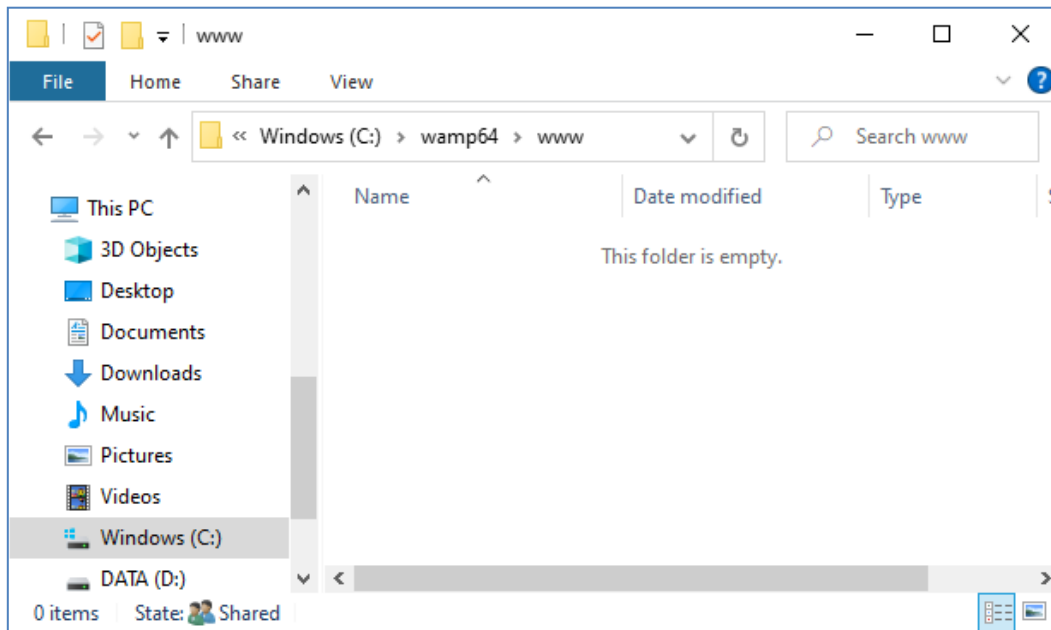 www
File Home Share View
« Windows (C:) > wamp64 > www Search www
Name Date modified Type
This folder is empty.
This PC
3D Objects
Desktop
Documents
Downloads
Music
Pictures
Videos
Windows (C:)
DATA (D:)
0 items State: Shared